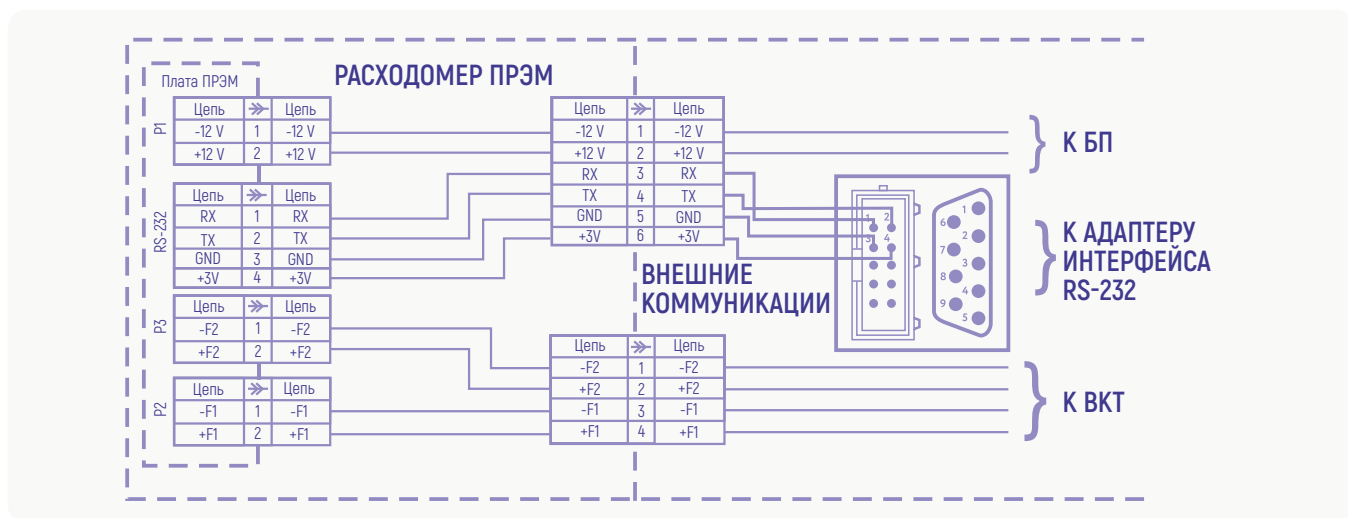 РАСХОДОМЕР ПРЭМ
Плата ПРЭМ
P1
Цепь Цепь
-12 V 1 -12 V
+12 V 2 +12 V
RS-232
Цепь Цепь
RX 1 RX
TX 2 TX
GND 3 GND
+3V 4 +3V
P3
Цепь Цепь
-F2 1 -F2
+F2 2 +F2
P2
Цепь Цепь
-F1 1 -F1
+F1 2 +F1
Цепь Цепь
-12 V 1 -12 V
+12 V 2 +12 V
RX 3 RX
TX 4 TX
GND 5 GND
+3V 6 +3V
ВНЕШНИЕ
КОММУНИКАЦИИ
Цепь Цепь
-F2 1 -F2
+F2 2 +F2
-F1 3 -F1
+F1 4 +F1
1 2
3 4
1
6
2
7
3
8
4
9
5
К БП
К АДАПТЕРУ
ИНТЕРФЕЙСА
RS-232
К ВКТ